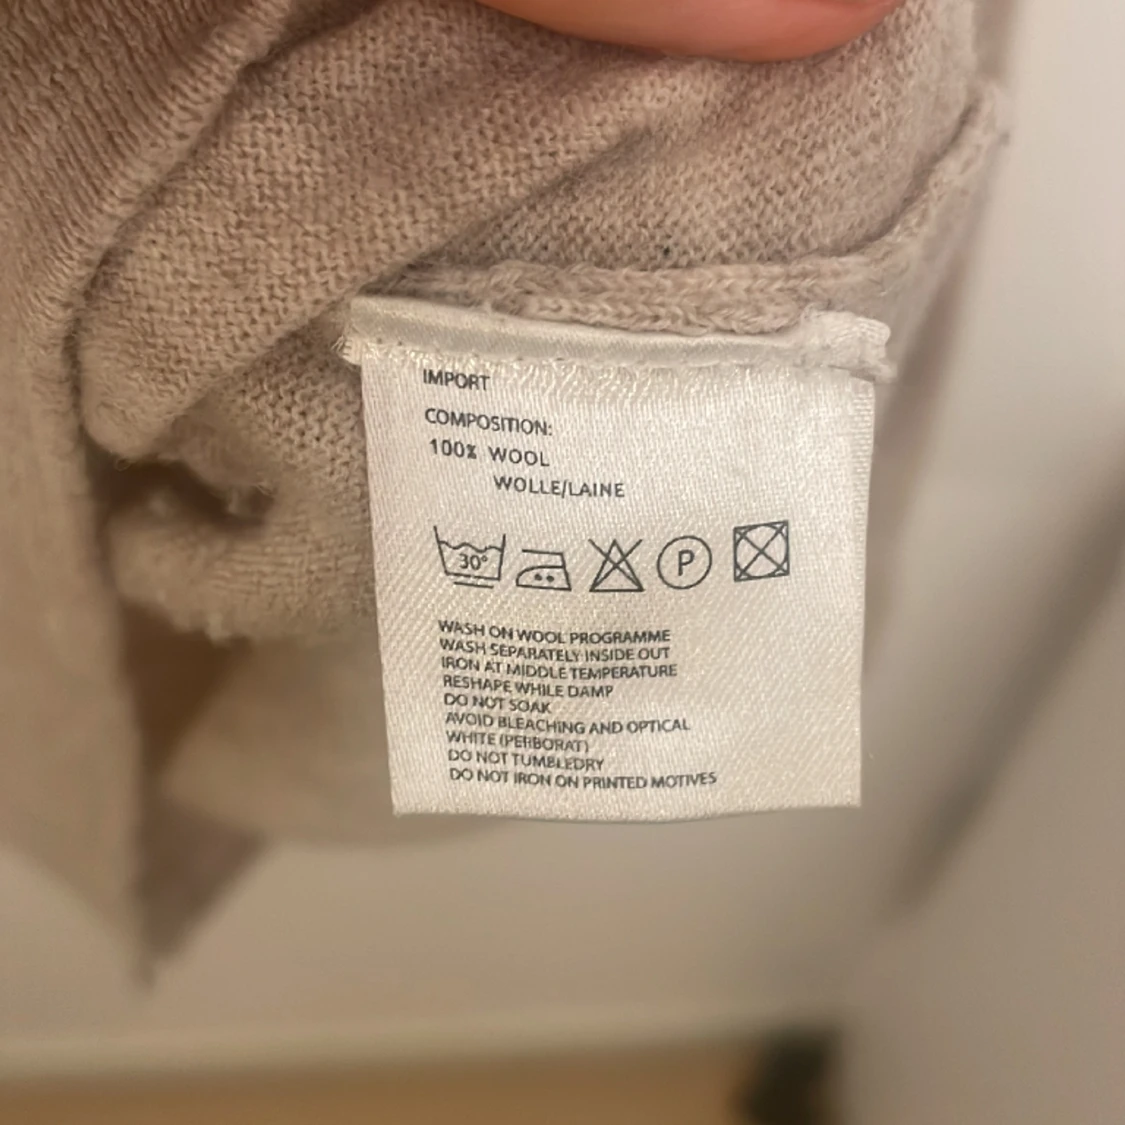 IMPORT
COMPOSITION:
100% WOOL
WOLLE/LAINE
30° P
WASH ON WOOL PROGRAMME
WASH SEPARATELY INSIDE OUT
IRON AT MIDDLE TEMPERATURE
RESHAPE WHILE DAMP
DO NOT SOAK
AVOID BLEACHING AND OPTICAL
WHITE (PERBORAT)
DO NOT TUMBLEDRY
DO NOT IRON ON PRINTED MOTIVES